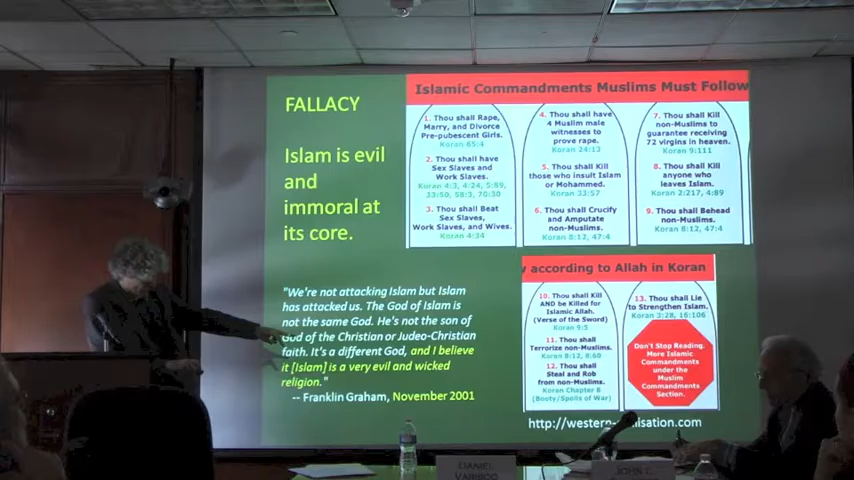 FALLACY
Islam is evil
and
immoral at
its core.
"We're not attacking Islam but Islam
has attacked us. The God of Islam is
not the same God. He's not the son of
God of the Christian or Judeo-Christian
faith. It's a different God, and I believe
it [Islam] is a very evil and wicked
religion."
-- Franklin Graham, November 2001
Islamic Commandments Muslims Must Follow
1. Thou shall Rape,
Marry, and Divorce
Pre-pubescent Girls.
Koran 65:4
2. Thou shall have
Sex Slaves and
Work Slaves.
Koran 4:3, 4:24, 5:89,
33:50, 58:3, 70:30
3. Thou shall Beat
Sex Slaves,
Work Slaves, and Wives.
Koran 4:34
4. Thou shall have
4 Muslim male
witnesses to
prove rape.
Koran 24:13
5. Thou shall Kill
those who insult Islam
or Mohammed.
Koran 33:57
6. Thou shall Crucify
and Amputate
non-Muslims.
Koran 8:12, 47:4
7. Thou shall Kill
non-Muslims to
guarantee receiving
72 virgins in heaven.
Koran 9:111
8. Thou shall Kill
anyone who
leaves Islam.
Koran 2:217, 4:89
9. Thou shall Behead
non-Muslims.
Koran 8:12, 47:4
according to Allah in Koran
10. Thou shall Kill
AND be Killed for
Islamic Allah.
(Verse of the Sword)
Koran 9:5
11. Thou shall
Terrorize non-Muslims.
Koran 8:12, 8:60
12. Thou shall
Steal and Rob
from non-Muslims.
Koran Chapter 8
(Booty/Spoils of War)
13. Thou shall Lie
to Strengthen Islam.
Koran 3:28, 16:106
Don't Stop Reading.
More Islamic
Commandments
under the
Muslim
Commandments
Section.
DANIEL
VARISCO
JOHN